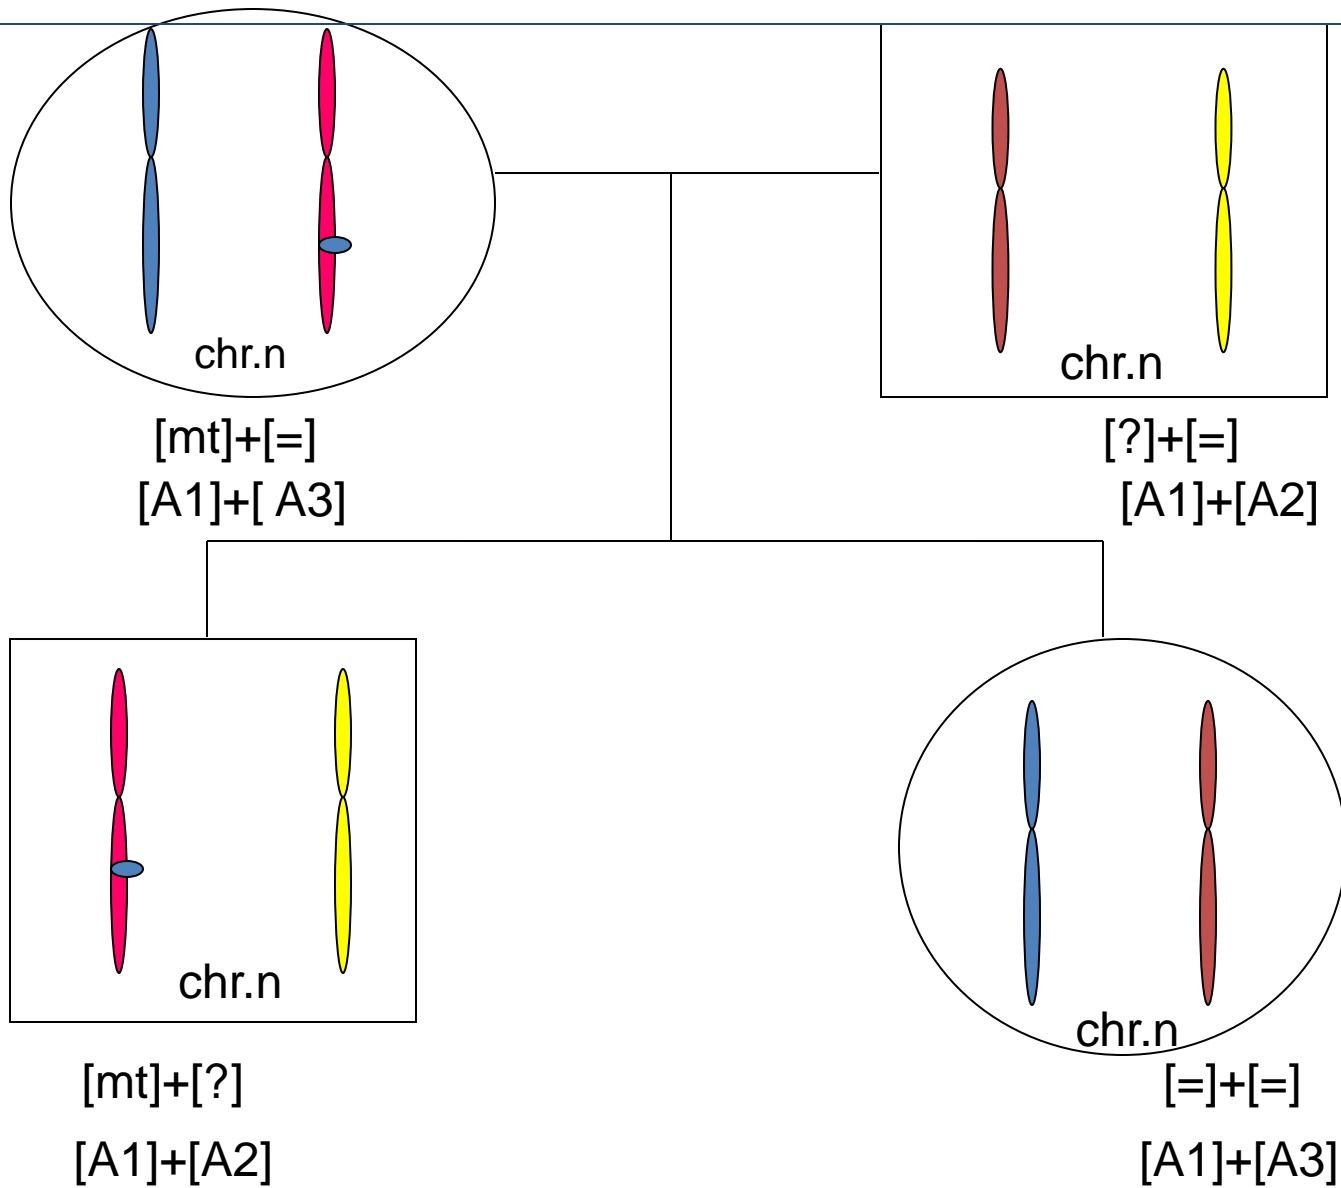 chr.n
[mt]+[=]
[A1]+[ A3]
chr.n
[?]+[=]
[A1]+[A2]
chr.n
[mt]+[?]
[A1]+[A2]
chr.n
[=]+[=]
[A1]+[A3]